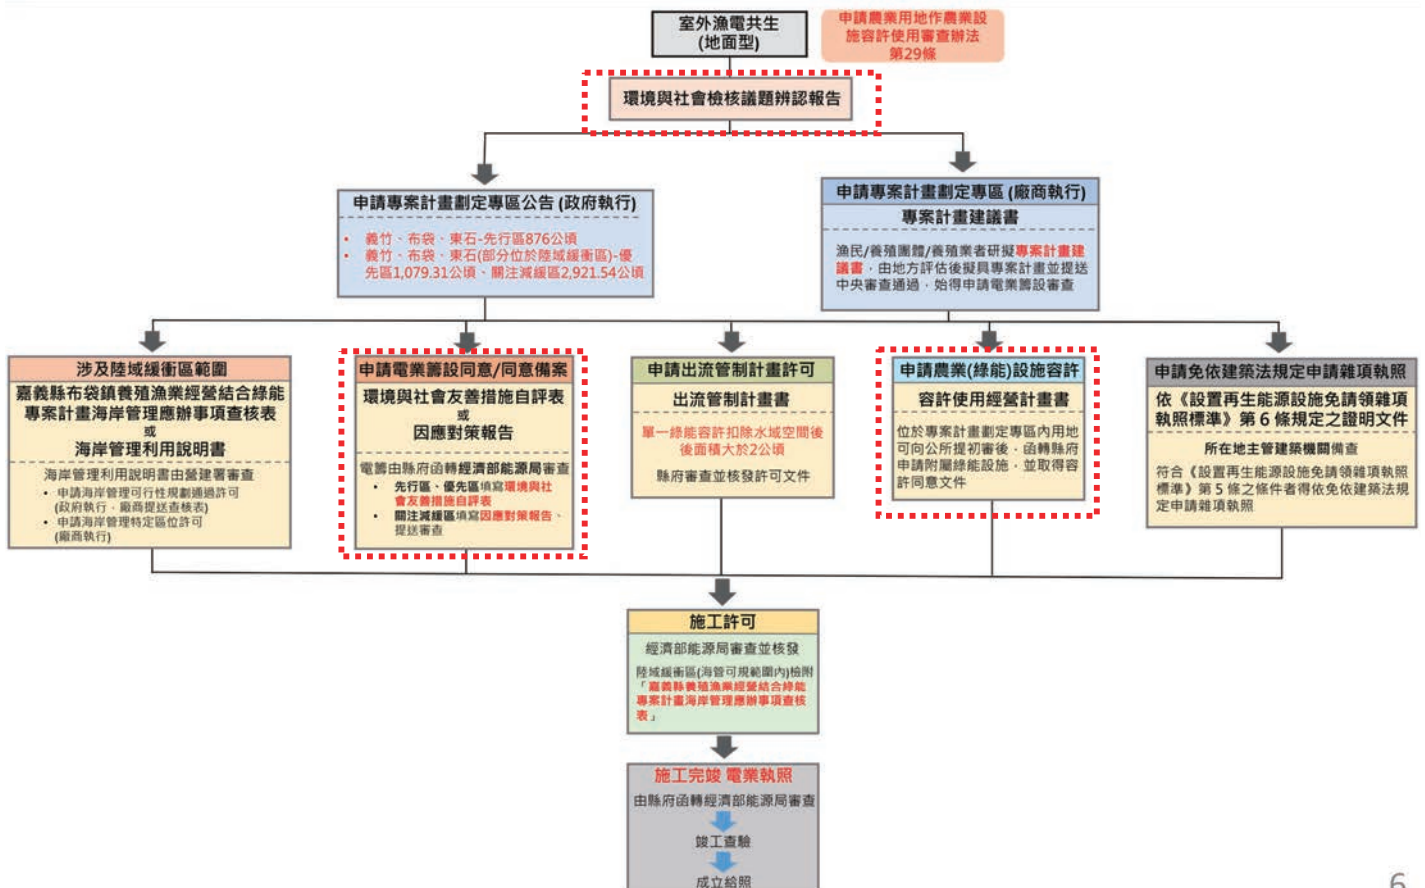 室外漁電共生
(地面型)
申請農業用地作農業設
施容許使用審查辦法
第29條
環境與社會檢核議題辨認報告
申請專案計畫劃定專區公告 (政府執行)
• 義竹、布袋、東石-先行區876公頃
• 義竹、布袋、東石(部分位於陸域緩衝區)-優
先區1,079.31公頃、關注減緩區2,921.54公頃
申請專案計畫劃定專區 (廠商執行)
專案計畫建議書
漁民/養殖團體/養殖業者研擬專案計畫建
議書，由地方評估後擬具專案計畫並提送
中央審查通過，始得申請電業籌設審查
涉及陸域緩衝區範圍
嘉義縣布袋鎮養殖漁業經營結合綠能
專案計畫海岸管理應辦事項查核表
或
海岸管理利用說明書
海岸管理利用說明書由營建署審查
• 申請海岸管理可行性規劃通過許可
(政府執行，廠商提送查核表)
• 申請海岸管理特定區位許可
(廠商執行)
申請電業籌設同意/同意備案
環境與社會友善措施自評表
或
因應對策報告
電籌由縣府函轉經濟部能源局審查
• 先行區、優先區填寫環境與社
會友善措施自評表
• 關注減緩區填寫因應對策報告、
提送審查
申請出流管制計畫許可
出流管制計畫書
單一綠能容許扣除水域空間後
後面積大於2公頃
縣府審查並核發許可文件
申請農業(綠能)設施容許
容許使用經營計畫書
位於專案計畫劃定專區內用地
可向公所提初審後，函轉縣府
申請附屬綠能設施，並取得容
許同意文件
申請免依建築法規定申請雜項執照
依《設置再生能源設施免請領雜項
執照標準》第 6 條規定之證明文件
所在地主管建築機關備查
符合《設置再生能源設施免請領雜項執照
標準》第 5 條之條件者得依免依建築法規
定申請雜項執照
施工許可
經濟部能源局審查並核發
陸域緩衝區(海管可規範圍內)檢附
「嘉義縣養殖漁業經營結合綠能
專案計畫海岸管理應辦事項查核
表」
施工完竣 電業執照
由縣府函轉經濟部能源局審查
竣工查驗
成立給照
6